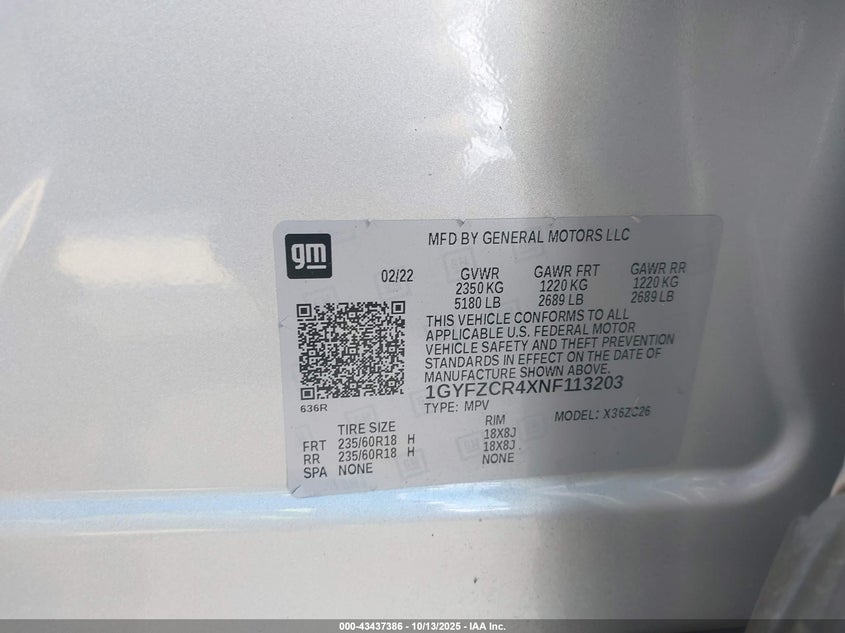 gm
MFD BY GENERAL MOTORS LLC
02/22
GVWR GAWR FRT GAWR RR
2350 KG 1220 KG 1220 KG
5180 LB 2689 LB 2689 LB
THIS VEHICLE CONFORMS TO ALL
APPLICABLE U.S. FEDERAL MOTOR
VEHICLE SAFETY AND THEFT PREVENTION
STANDARDS IN EFFECT ON THE DATE OF
MANUFACTURE SHOWN ABOVE.
1GYFZCR4XNF113203
636R
TYPE: MPV MODEL: X36ZC26
TIRE SIZE RIM
FRT 235/60R18 H 18X8J
RR 235/60R18 H 18X8J
SPA NONE NONE
000-43437386 - 10/13/2025 - IAA Inc.